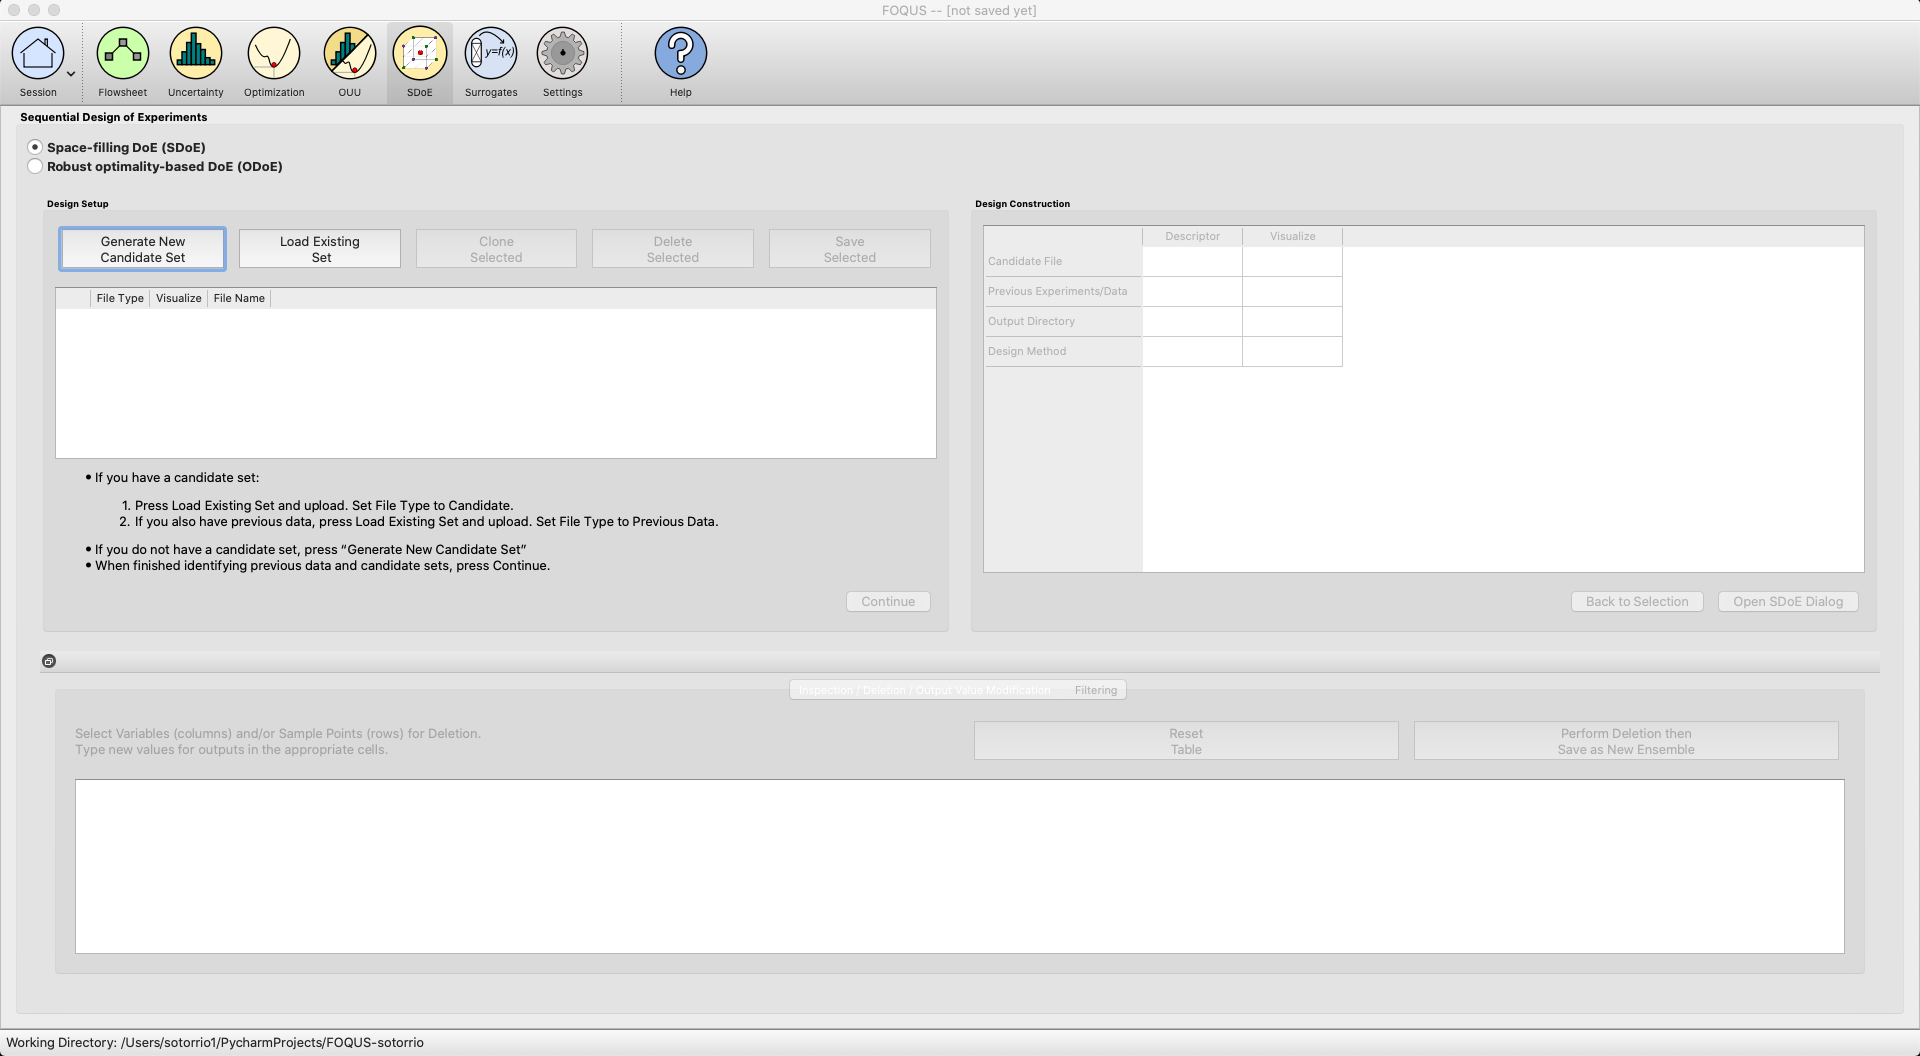 FOQUS -- [not saved yet]
y=f(x)
Session
Flowsheet
Uncertainty
Optimization
OUU
SDoE
Surrogates
Settings
Help
Sequential Design of Experiments
Space-filling DoE (SDoE)
Robust optimality-based DoE (ODoE)
Design Setup
Generate New
Candidate Set
Load Existing
Set
Clone
Selected
Delete
Selected
Save
Selected
File Type
Visualize
File Name
• If you have a candidate set:
1. Press Load Existing Set and upload. Set File Type to Candidate.
2. If you also have previous data, press Load Existing Set and upload. Set File Type to Previous Data.
• If you do not have a candidate set, press “Generate New Candidate Set”
• When finished identifying previous data and candidate sets, press Continue.
Continue
Design Construction
Descriptor
Visualize
Candidate File
Previous Experiments/Data
Output Directory
Design Method
Back to Selection
Open SDoE Dialog
Inspection / Deletion / Output Value Modification
Filtering
Select Variables (columns) and/or Sample Points (rows) for Deletion.
Type new values for outputs in the appropriate cells.
Reset
Table
Perform Deletion then
Save as New Ensemble
Working Directory: /Users/sotorrio1/PycharmProjects/FOQUS-sotorrio